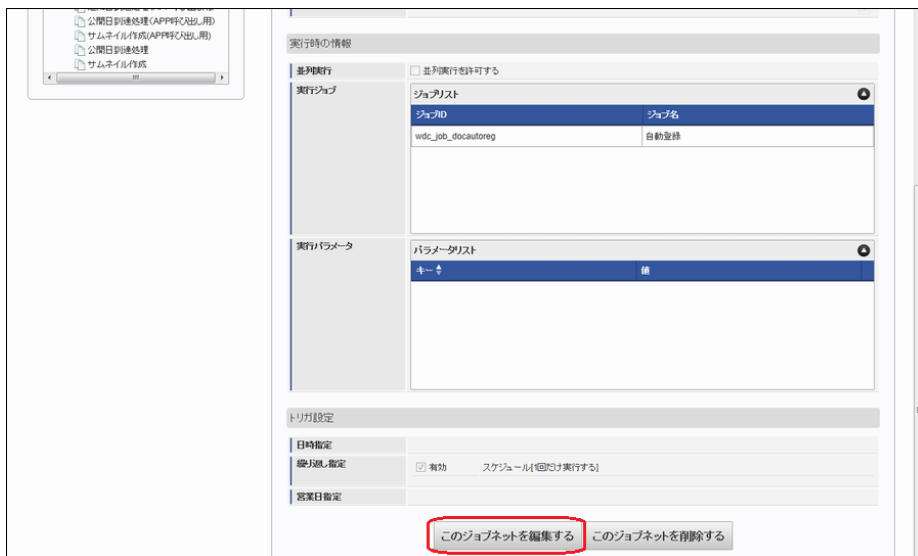 公開日到達処理(APP呼び出し用)
サムネイル作成(APP呼び出し用)
公開日到達処理
サムネイル作成
実行時の情報
並列実行
並列実行を許可する
実行ジョブ
ジョブリスト
ジョブID
ジョブ名
wdc_job_docautoreg
自動登録
実行パラメータ
パラメータリスト
キー
値
トリガ設定
日時指定
繰り返し指定
有効
スケジュール[1回だけ実行する]
営業日指定
このジョブネットを編集する
このジョブネットを削除する